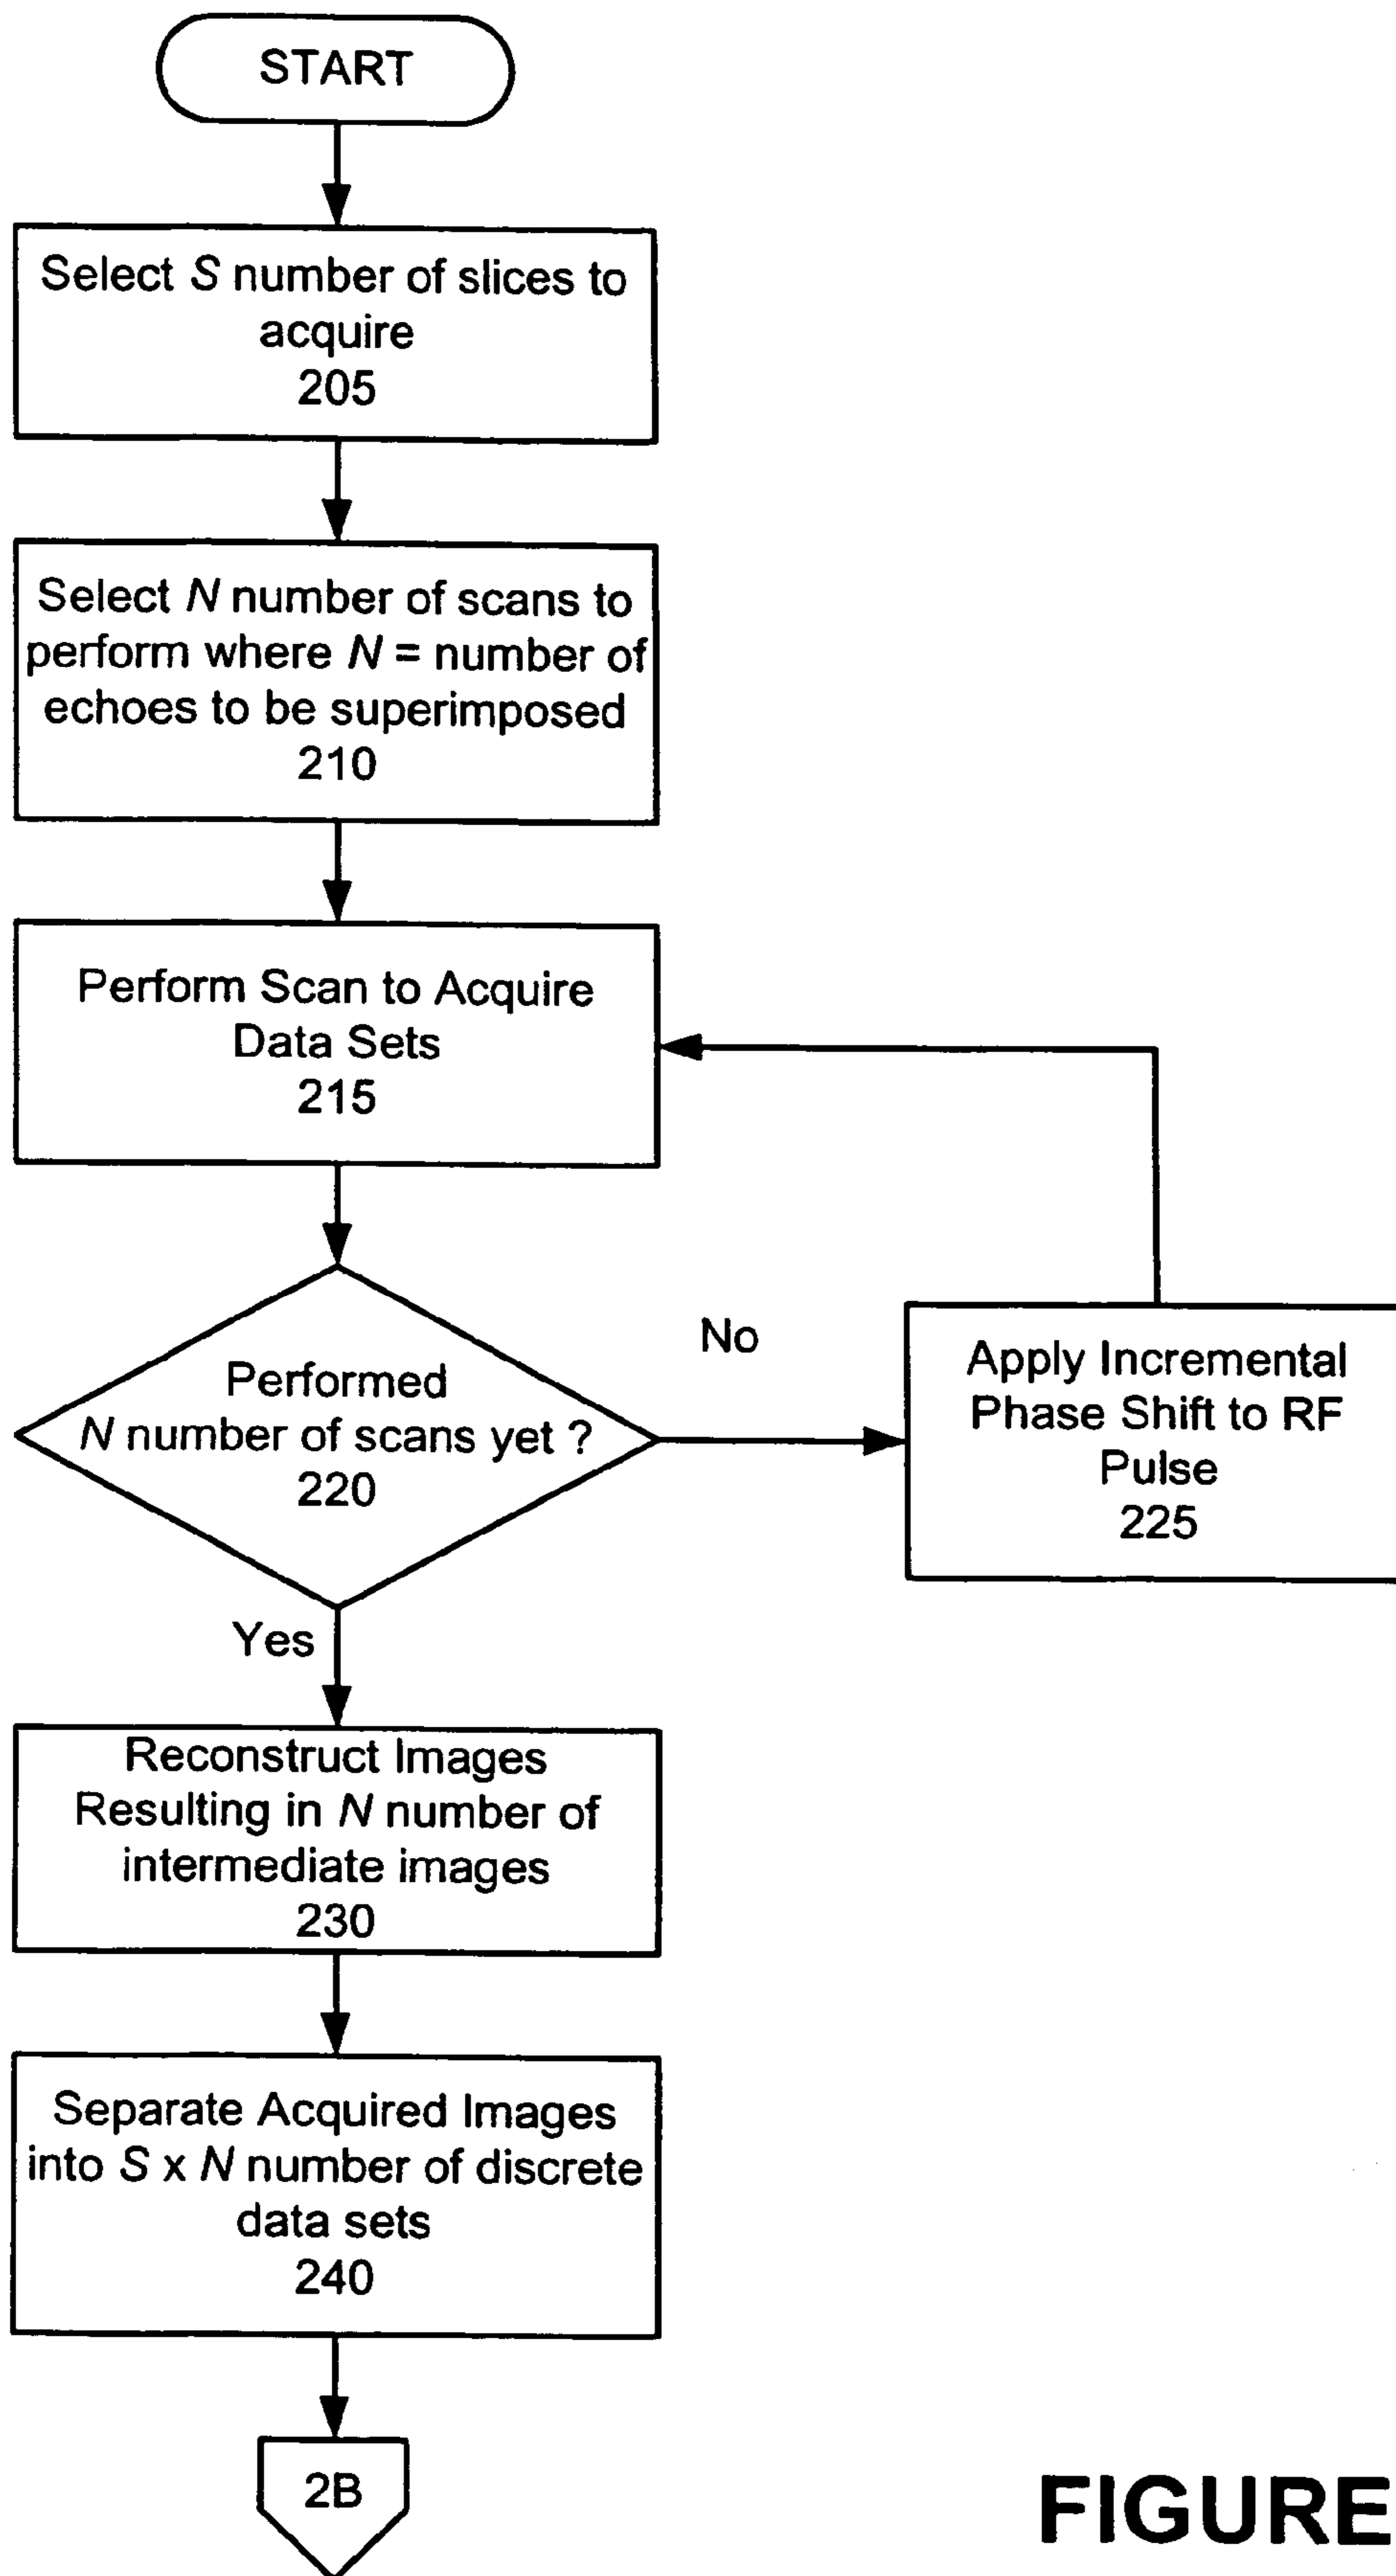 START
Select S number of slices to
acquire
205
Select N number of scans to
perform where N = number of
echoes to be superimposed
210
Perform Scan to Acquire
Data Sets
215
Performed
N number of scans yet ?
220
No
Apply Incremental
Phase Shift to RF
Pulse
225
Yes
Reconstruct Images
Resulting in N number of
intermediate images
230
Separate Acquired Images
into S x N number of discrete
data sets
240
2B
FIGURE